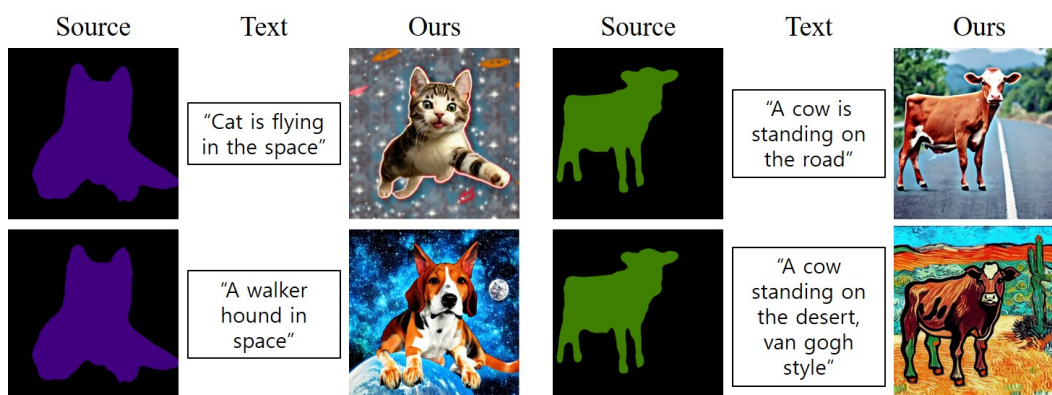 Source Text Ours Source Text Ours
“Cat is flying
in the space”
“A cow is
standing on
the road”
“A walker
hound in
space”
“A cow
standing on
the desert,
van gogh
style”